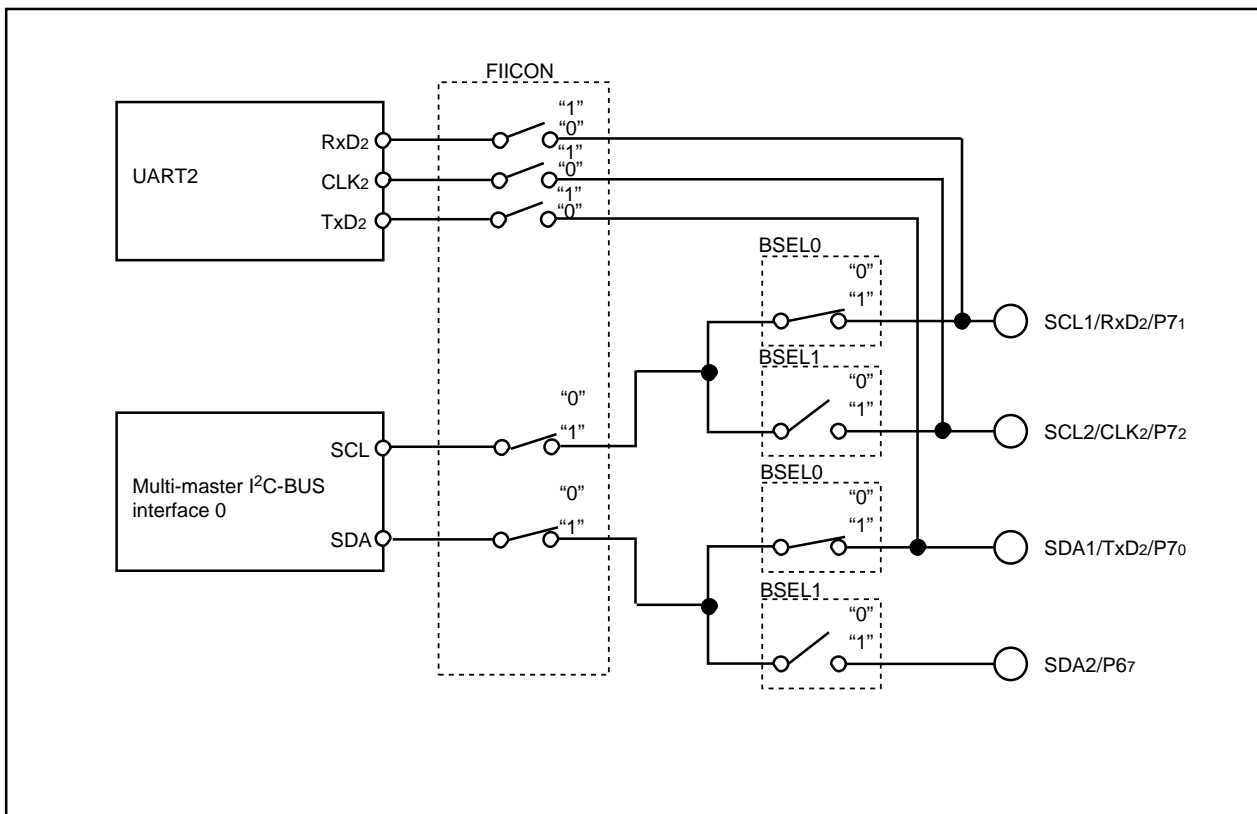 FIICON
UART2
RxD2
“1”
“0”
CLK2
“1”
“0”
TxD2
“1”
“0”
BSEL0
“0”
“1”
SCL1/RxD2/P71
BSEL1
“0”
“1”
SCL2/CLK2/P72
Multi-master I2C-BUS
interface 0
SCL
“0”
“1”
SDA
“0”
“1”
BSEL0
“0”
“1”
SDA1/TxD2/P70
BSEL1
“0”
“1”
SDA2/P67